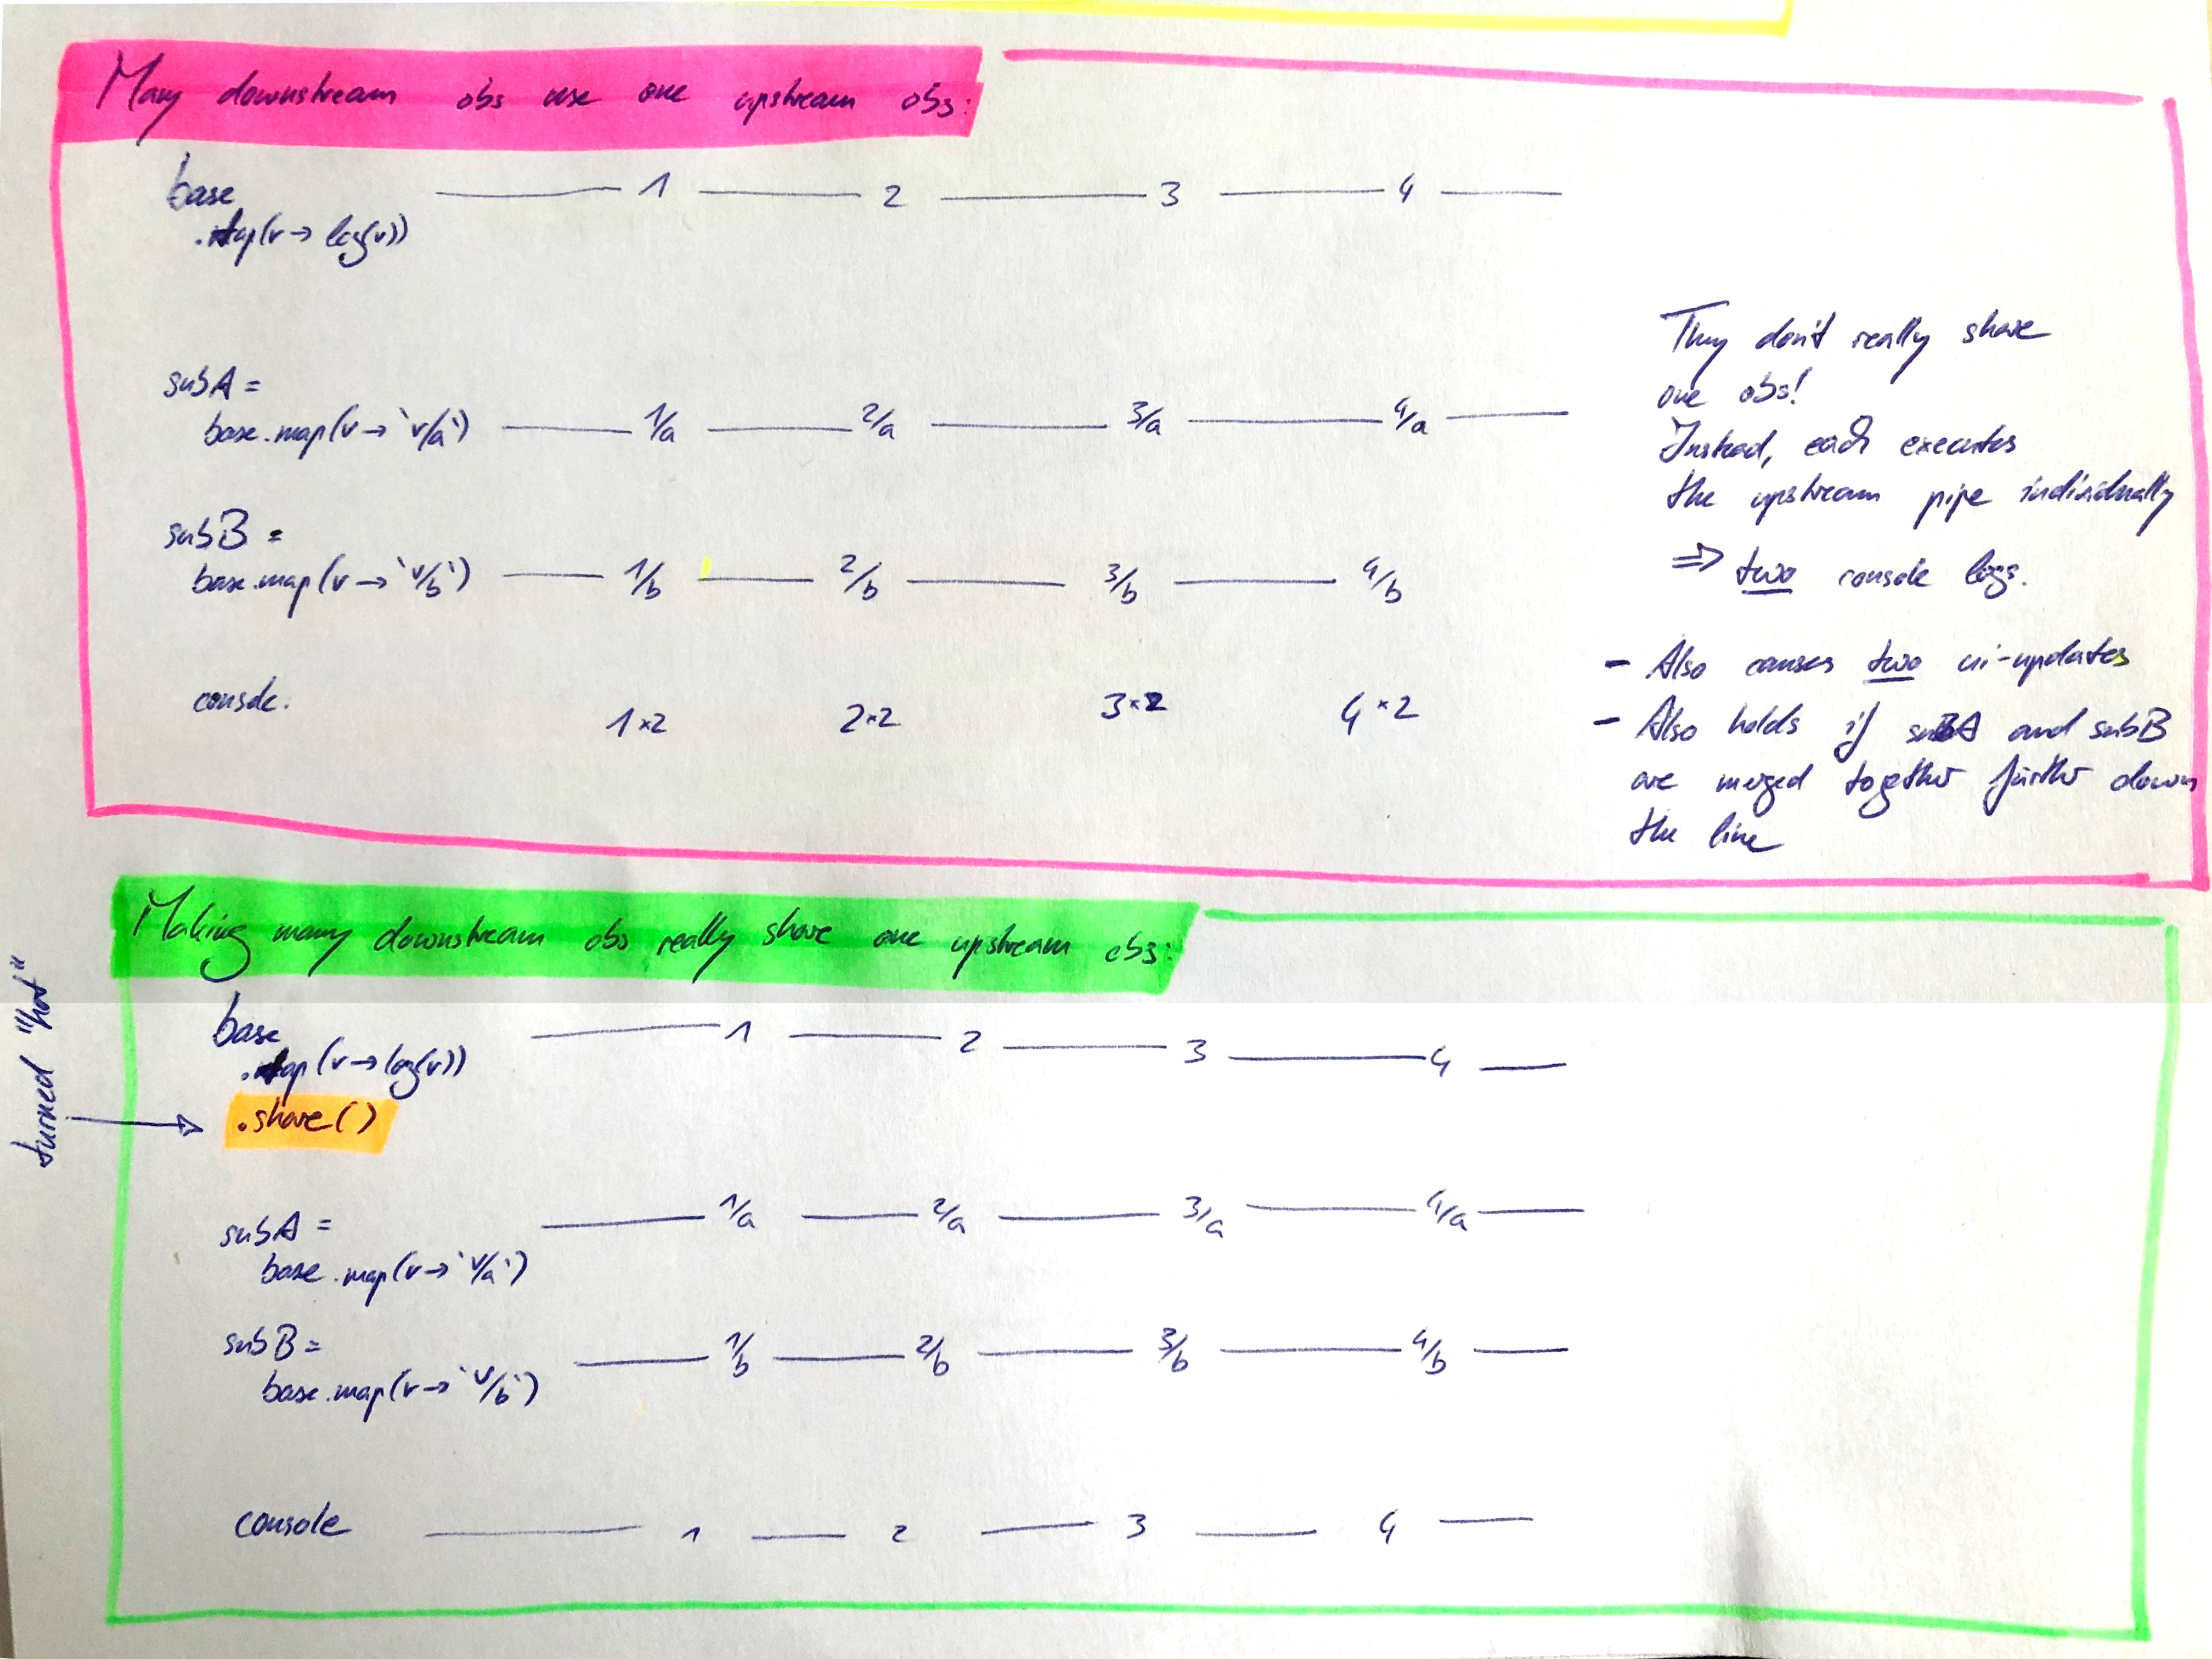 Many downstream obs use one upstream obs:
base —— 1 —— 2 —— 3 —— 4 ——
.tap(v → log(v))
They don't really share
one obs!
Instead, each executes
the upstream pipe individually
⇒ two console logs.
- Also causes two ui-updates
- Also holds if subA and subB
are merged together further down
the line
subA =
base.map(v → `v/a`) —— 1/a —— 2/a —— 3/a —— 4/a ——
subB =
base.map(v → `v/b`) —— 1/b —— 2/b —— 3/b —— 4/b
console. 1×2 2×2 3×2 4×2
Making many downstream obs really share one upstream obs:
base —— 1 —— 2 —— 3 —— 4 ——
.tap(v → log(v))
turned "hot" → .share()
subA = —— 1/a —— 2/a —— 3/a —— 4/a ——
base.map(v → `v/a`)
subB = —— 1/b —— 2/b —— 3/b —— 4/b ——
base.map(v → `v/b`)
console —— 1 —— 2 —— 3 —— 4 ——